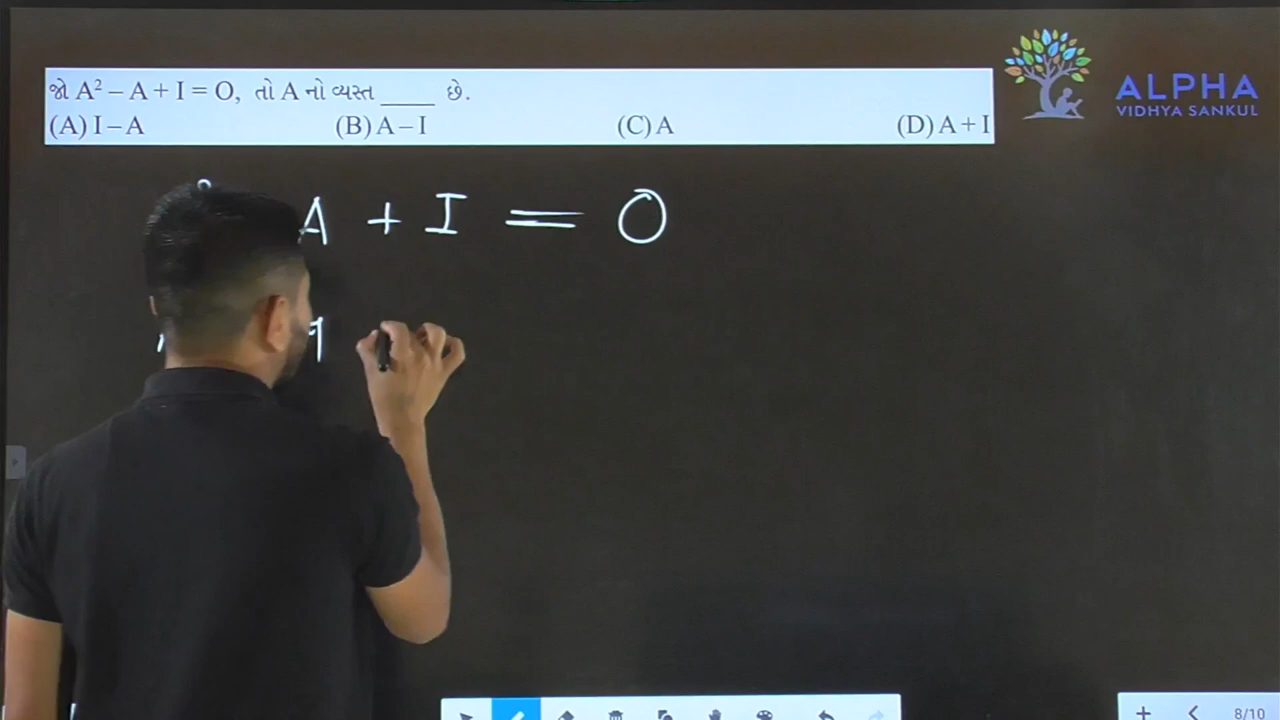 જો A² – A + I = O, તો A નો વ્યસ્ત ____ છે.
(A) I – A (B) A – I (C) A (D) A + I
ALPHA
VIDHYA SANKUL
A + I = O
8/10